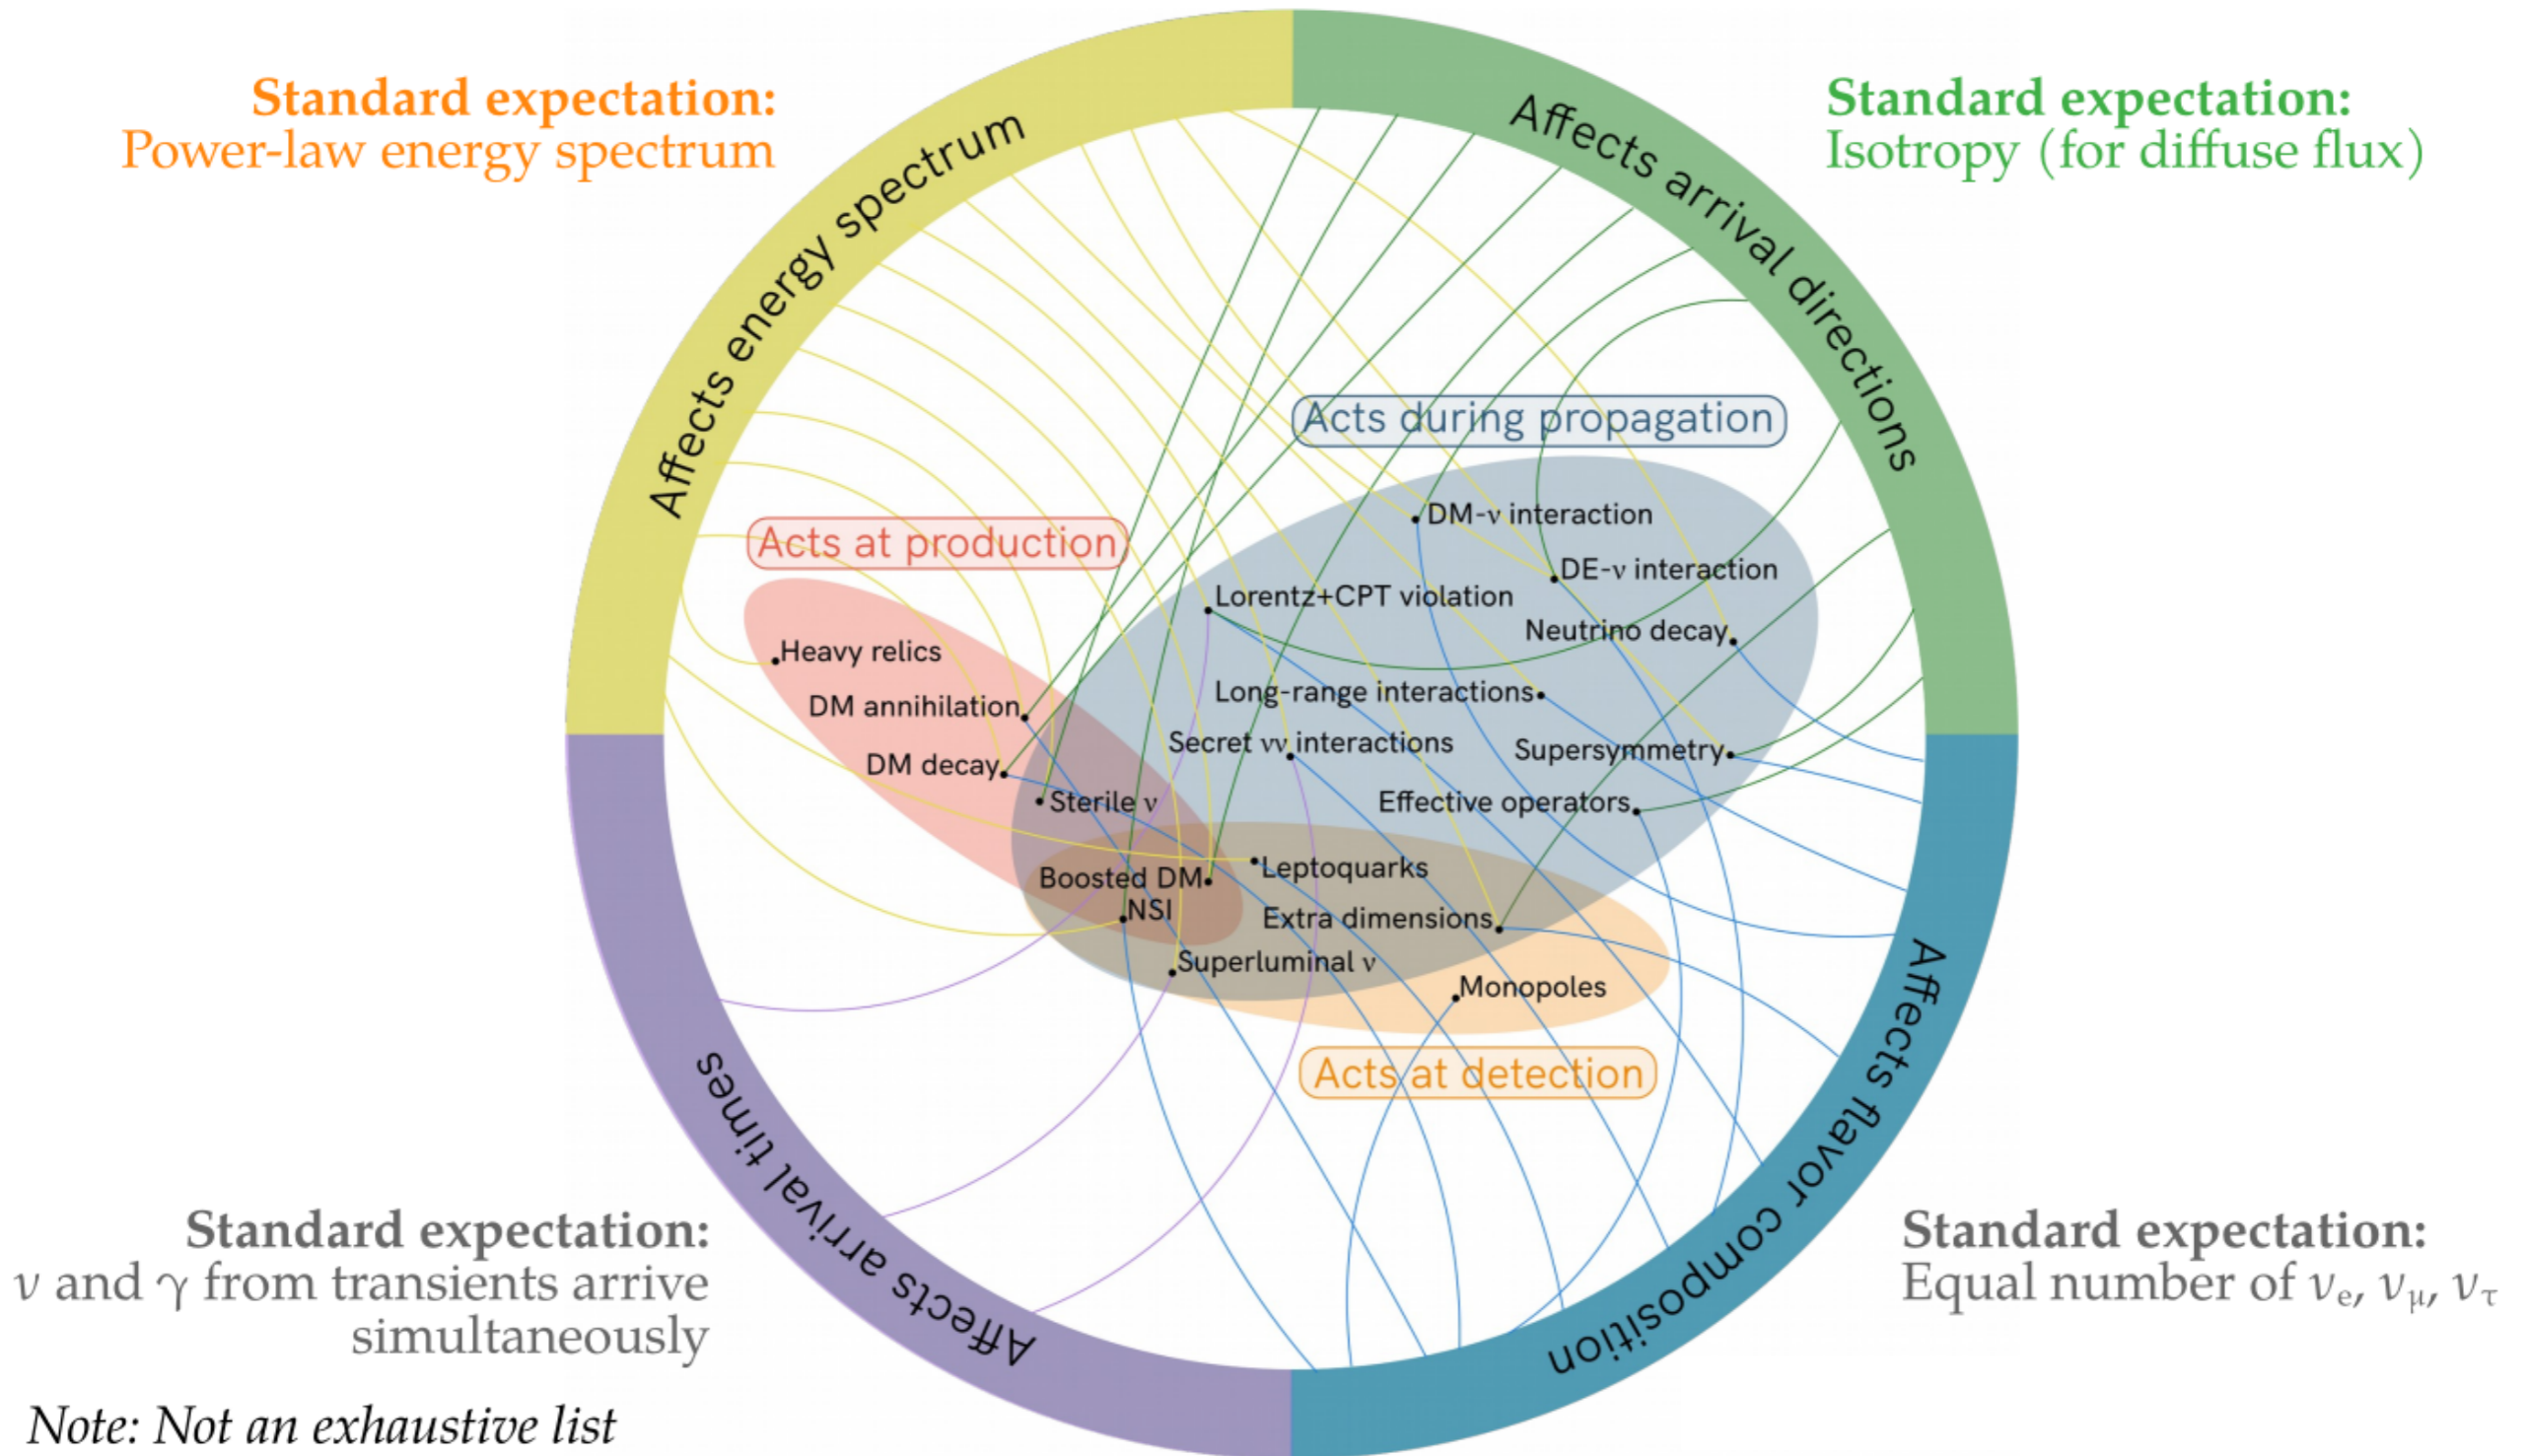 Standard expectation:
Power-law energy spectrum
Standard expectation:
Isotropy (for diffuse flux)
Affects energy spectrum
Affects arrival directions
Acts during propagation
Acts at production
DM-ν interaction
DE-ν interaction
Lorentz+CPT violation
Neutrino decay
Heavy relics
Long-range interactions
DM annihilation
Secret νν interactions
Supersymmetry
DM decay
Sterile ν
Effective operators
Leptoquarks
Boosted DM
NSI
Extra dimensions
Superluminal ν
Monopoles
Acts at detection
Affects arrival times
Affects flavor composition
Standard expectation:
ν and γ from transients arrive
simultaneously
Standard expectation:
Equal number of νe, νμ, ντ
Note: Not an exhaustive list